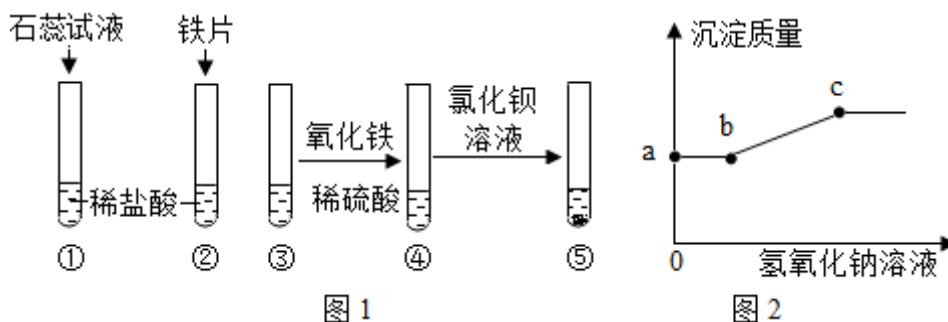 石蕊试液
铁片
氧化铁
氯化钡
溶液
稀盐酸
稀硫酸
① ② ③ ④ ⑤
图1
沉淀质量
a
b
c
0
氢氧化钠溶液
图2